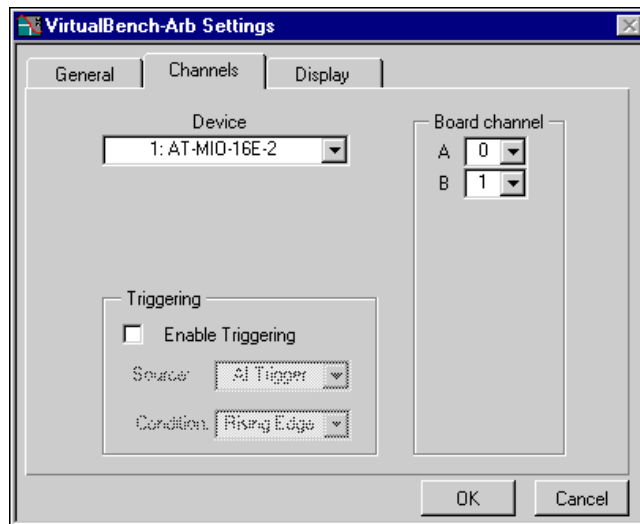 VirtualBench-Arb Settings
General Channels Display
Device
1: AT-MIO-16E-2
Board channel
A 0
B 1
Triggering
Enable Triggering
Source: AI Trigger
Condition: Rising Edge
OK Cancel